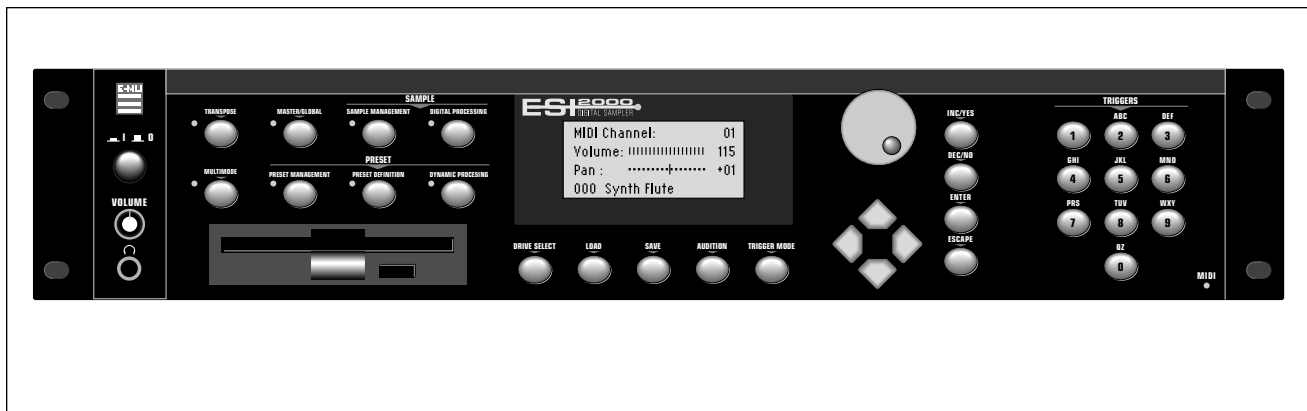 E-MU
I O
VOLUME
SAMPLE
TRANSPOSE
MASTER/GLOBAL
SAMPLE MANAGEMENT
DIGITAL PROCESSING
PRESET
MULTIMODE
PRESET MANAGEMENT
PRESET DEFINITION
DYNAMIC PROCESING
ESI 2000
DIGITAL SAMPLER
MIDI Channel: 01
Volume: 115
Pan : +01
000 Synth Flute
DRIVE SELECT
LOAD
SAVE
AUDITION
TRIGGER MODE
INC/YES
DEC/NO
ENTER
ESCAPE
TRIGGERS
ABC DEF
1 2 3
GHI JKL MNO
4 5 6
PRS TUV WXY
7 8 9
QZ
0
MIDI